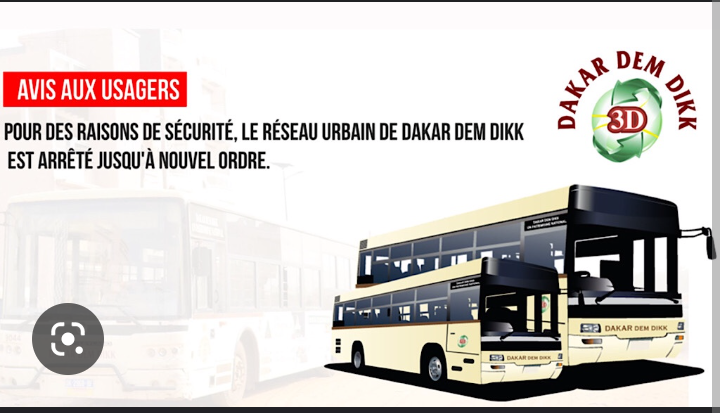 DAKAR DEM DIKK
3D
AVIS AUX USAGERS
POUR DES RAISONS DE SÉCURITÉ, LE RÉSEAU URBAIN DE DAKAR DEM DIKK
EST ARRÊTÉ JUSQU'À NOUVEL ORDRE.
DAKAR DEM DIKK
DAKAR DEM DIKK